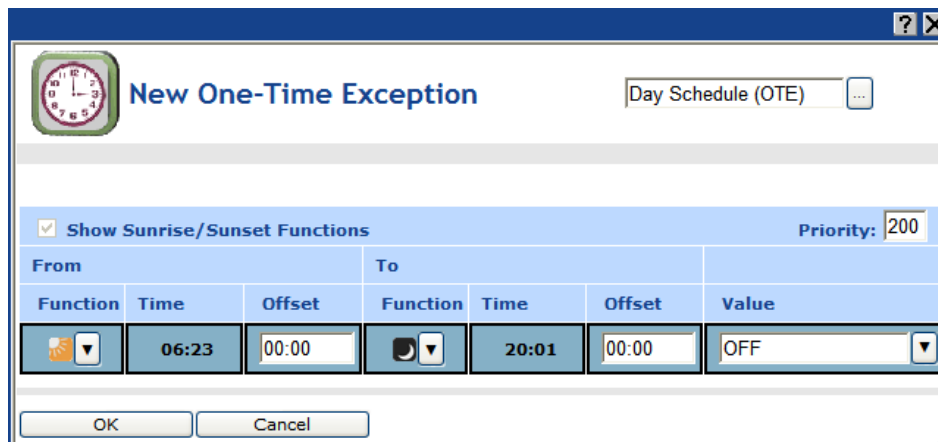 ?
New One-Time Exception
Day Schedule (OTE) ...
Show Sunrise/Sunset Functions Priority: 200
From To
Function Time Offset Function Time Offset Value
06:23 00:00 20:01 00:00 OFF
OK Cancel